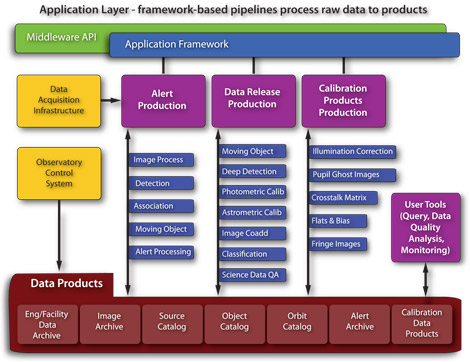 Application Layer - framework-based pipelines process raw data to products
Middleware API
Application Framework
Data
Acquisition
Infrastructure
Alert
Production
Data Release
Production
Calibration
Products
Production
Observatory
Control
System
Image Process
Detection
Association
Moving Object
Alert Processing
Moving Object
Deep Detection
Photometric Calib
Astrometric Calib
Image Coadd
Classification
Science Data QA
Illumination Correction
Pupil Ghost Images
Crosstalk Matrix
Flats & Bias
Fringe Images
User Tools
(Query, Data
Quality
Analysis,
Monitoring)
Data Products
Eng/Facility
Data
Archive
Image
Archive
Source
Catalog
Object
Catalog
Orbit
Catalog
Alert
Archive
Calibration
Data
Products